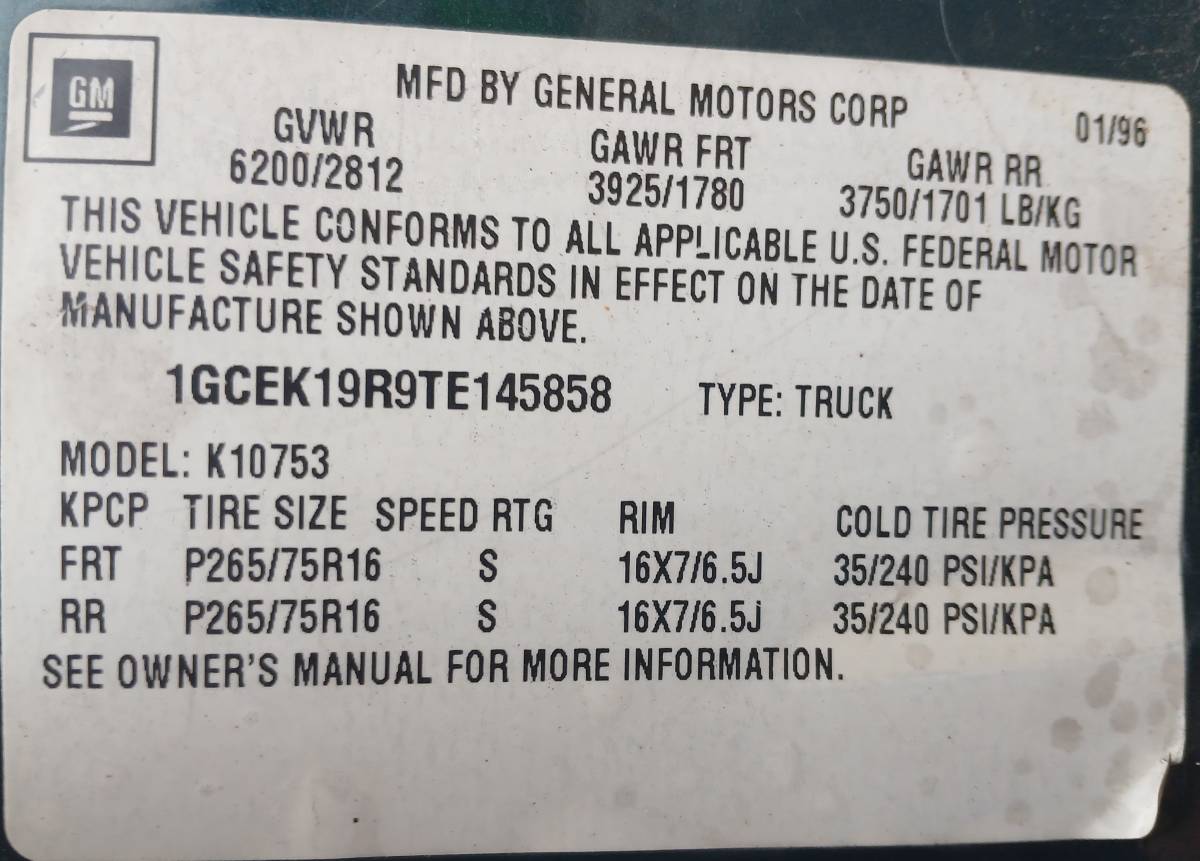 GM
MFD BY GENERAL MOTORS CORP 01/96
GVWR GAWR FRT GAWR RR
6200/2812 3925/1780 3750/1701 LB/KG
THIS VEHICLE CONFORMS TO ALL APPLICABLE U.S. FEDERAL MOTOR
VEHICLE SAFETY STANDARDS IN EFFECT ON THE DATE OF
MANUFACTURE SHOWN ABOVE.
1GCEK19R9TE145858 TYPE: TRUCK
MODEL: K10753
KPCP TIRE SIZE SPEED RTG RIM COLD TIRE PRESSURE
FRT P265/75R16 S 16X7/6.5J 35/240 PSI/KPA
RR P265/75R16 S 16X7/6.5J 35/240 PSI/KPA
SEE OWNER'S MANUAL FOR MORE INFORMATION.